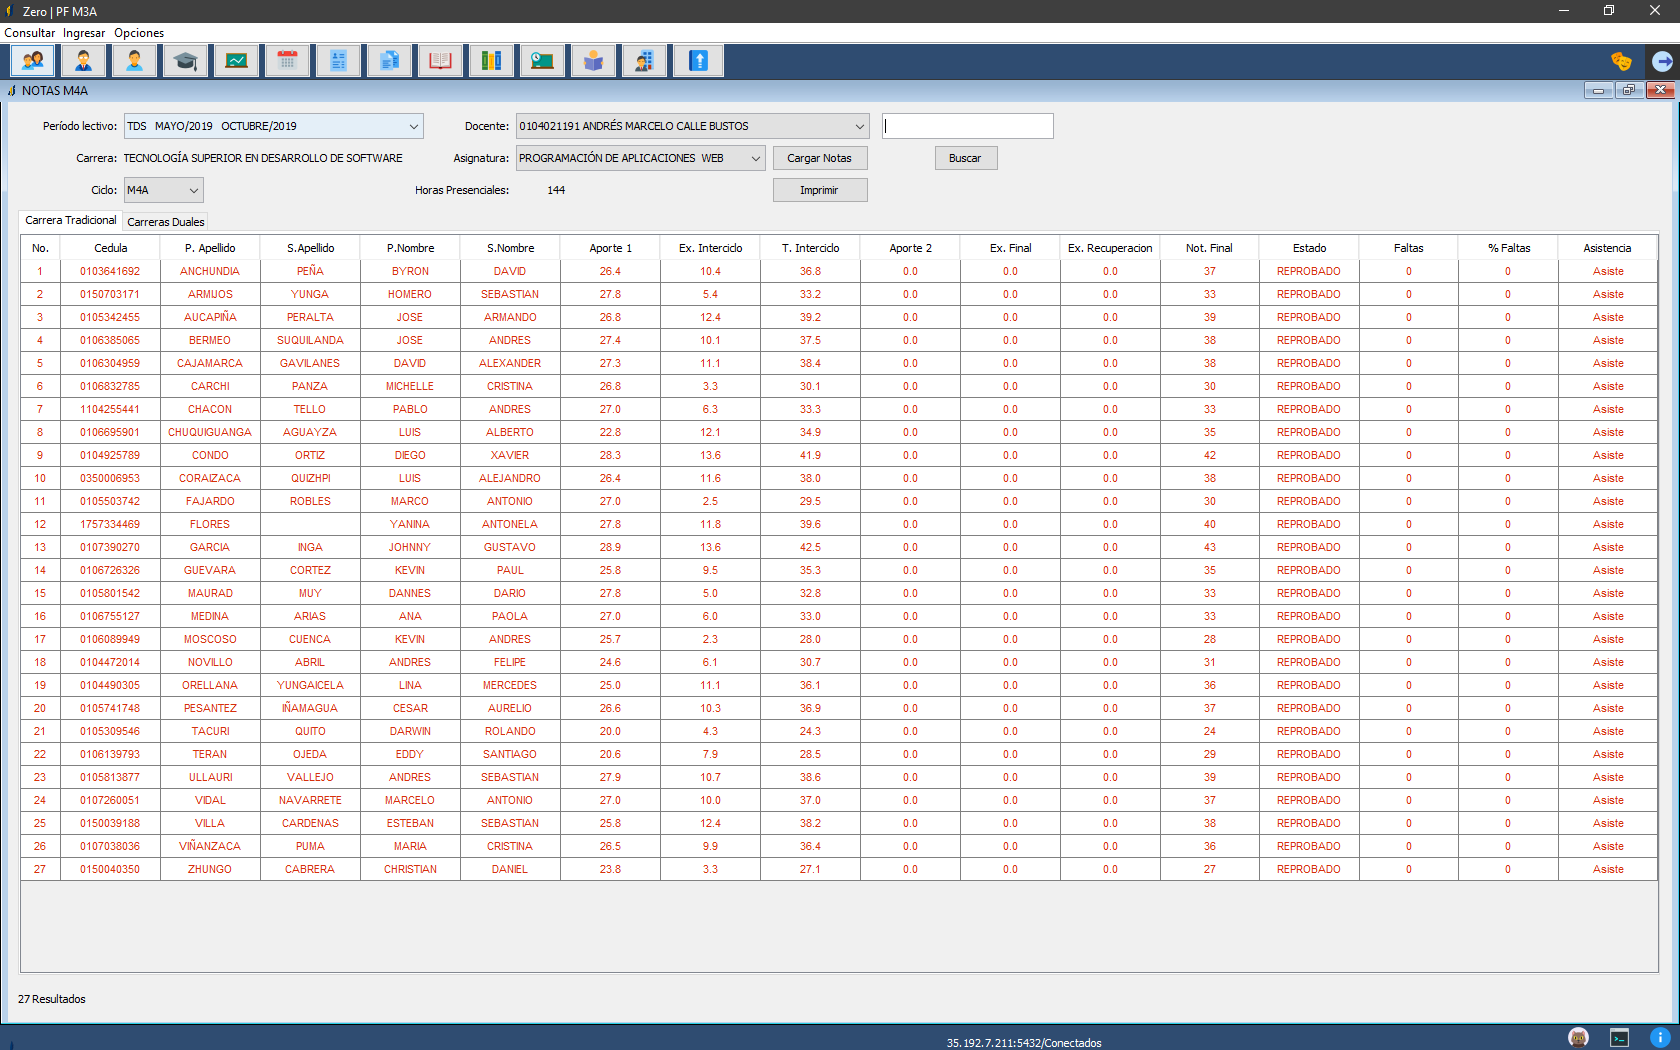 Zero | PF M3A
Consultar Ingresar Opciones
NOTAS M4A
Período lectivo: TDS MAYO/2019 OCTUBRE/2019 Docente: 0104021191 ANDRÉS MARCELO CALLE BUSTOS
Carrera: TECNOLOGÍA SUPERIOR EN DESARROLLO DE SOFTWARE Asignatura: PROGRAMACIÓN DE APLICACIONES WEB Cargar Notas Buscar
Ciclo: M4A Horas Presenciales: 144 Imprimir
Carrera Tradicional Carreras Duales
No. Cedula P. Apellido S.Apellido P.Nombre S.Nombre Aporte 1 Ex. Interciclo T. Interciclo Aporte 2 Ex. Final Ex. Recuperacion Not. Final Estado Faltas % Faltas Asistencia
1 0103641692 ANCHUNDIA PEÑA BYRON DAVID 26.4 10.4 36.8 0.0 0.0 0.0 37 REPROBADO 0 0 Asiste
2 0150703171 ARMIJOS YUNGA HOMERO SEBASTIAN 27.8 5.4 33.2 0.0 0.0 0.0 33 REPROBADO 0 0 Asiste
3 0105342455 AUCAPIÑA PERALTA JOSE ARMANDO 26.8 12.4 39.2 0.0 0.0 0.0 39 REPROBADO 0 0 Asiste
4 0106385065 BERMEO SUQUILANDA JOSE ANDRES 27.4 10.1 37.5 0.0 0.0 0.0 38 REPROBADO 0 0 Asiste
5 0106304959 CAJAMARCA GAVILANES DAVID ALEXANDER 27.3 11.1 38.4 0.0 0.0 0.0 38 REPROBADO 0 0 Asiste
6 0106832785 CARCHI PANZA MICHELLE CRISTINA 26.8 3.3 30.1 0.0 0.0 0.0 30 REPROBADO 0 0 Asiste
7 1104255441 CHACON TELLO PABLO ANDRES 27.0 6.3 33.3 0.0 0.0 0.0 33 REPROBADO 0 0 Asiste
8 0106695901 CHUQUIGUANGA AGUAYZA LUIS ALBERTO 22.8 12.1 34.9 0.0 0.0 0.0 35 REPROBADO 0 0 Asiste
9 0104925789 CONDO ORTIZ DIEGO XAVIER 28.3 13.6 41.9 0.0 0.0 0.0 42 REPROBADO 0 0 Asiste
10 0350006953 CORAIZACA QUIZHPI LUIS ALEJANDRO 26.4 11.6 38.0 0.0 0.0 0.0 38 REPROBADO 0 0 Asiste
11 0105503742 FAJARDO ROBLES MARCO ANTONIO 27.0 2.5 29.5 0.0 0.0 0.0 30 REPROBADO 0 0 Asiste
12 1757334469 FLORES YANINA ANTONELA 27.8 11.8 39.6 0.0 0.0 0.0 40 REPROBADO 0 0 Asiste
13 0107390270 GARCIA INGA JOHNNY GUSTAVO 28.9 13.6 42.5 0.0 0.0 0.0 43 REPROBADO 0 0 Asiste
14 0106726326 GUEVARA CORTEZ KEVIN PAUL 25.8 9.5 35.3 0.0 0.0 0.0 35 REPROBADO 0 0 Asiste
15 0105801542 MAURAD MUY DANNES DARIO 27.8 5.0 32.8 0.0 0.0 0.0 33 REPROBADO 0 0 Asiste
16 0106755127 MEDINA ARIAS ANA PAOLA 27.0 6.0 33.0 0.0 0.0 0.0 33 REPROBADO 0 0 Asiste
17 0106089949 MOSCOSO CUENCA KEVIN ANDRES 25.7 2.3 28.0 0.0 0.0 0.0 28 REPROBADO 0 0 Asiste
18 0104472014 NOVILLO ABRIL ANDRES FELIPE 24.6 6.1 30.7 0.0 0.0 0.0 31 REPROBADO 0 0 Asiste
19 0104490305 ORELLANA YUNGAICELA LINA MERCEDES 25.0 11.1 36.1 0.0 0.0 0.0 36 REPROBADO 0 0 Asiste
20 0105741748 PESANTEZ IÑAMAGUA CESAR AURELIO 26.6 10.3 36.9 0.0 0.0 0.0 37 REPROBADO 0 0 Asiste
21 0105309546 TACURI QUITO DARWIN ROLANDO 20.0 4.3 24.3 0.0 0.0 0.0 24 REPROBADO 0 0 Asiste
22 0106139793 TERAN OJEDA EDDY SANTIAGO 20.6 7.9 28.5 0.0 0.0 0.0 29 REPROBADO 0 0 Asiste
23 0105813877 ULLAURI VALLEJO ANDRES SEBASTIAN 27.9 10.7 38.6 0.0 0.0 0.0 39 REPROBADO 0 0 Asiste
24 0107260051 VIDAL NAVARRETE MARCELO ANTONIO 27.0 10.0 37.0 0.0 0.0 0.0 37 REPROBADO 0 0 Asiste
25 0150039188 VILLA CARDENAS ESTEBAN SEBASTIAN 25.8 12.4 38.2 0.0 0.0 0.0 38 REPROBADO 0 0 Asiste
26 0107038036 VIÑANZACA PUMA MARIA CRISTINA 26.5 9.9 36.4 0.0 0.0 0.0 36 REPROBADO 0 0 Asiste
27 0150040350 ZHUNGO CABRERA CHRISTIAN DANIEL 23.8 3.3 27.1 0.0 0.0 0.0 27 REPROBADO 0 0 Asiste
27 Resultados
35.192.7.211:5432/Conectados